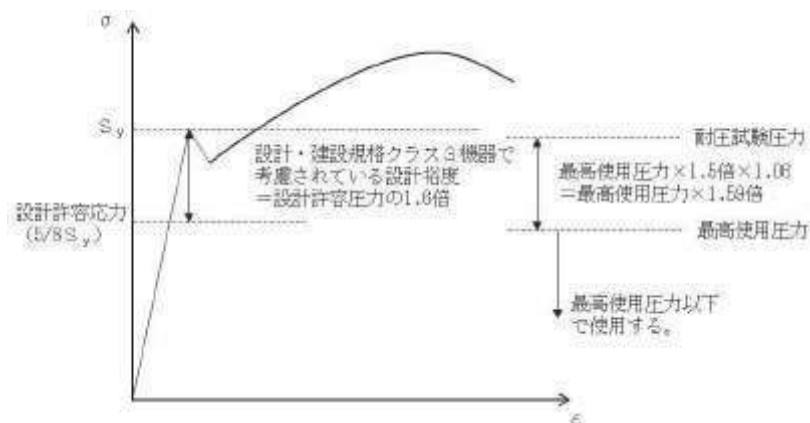 σ
Sy
設計・建設規格クラス3機器で
考慮されている設計裕度
=設計許容圧力の1.6倍
設計許容応力
(5/8Sy)
耐圧試験圧力
最高使用圧力×1.5倍×1.06
=最高使用圧力×1.59倍
最高使用圧力
最高使用圧力以下
で使用する。
ε